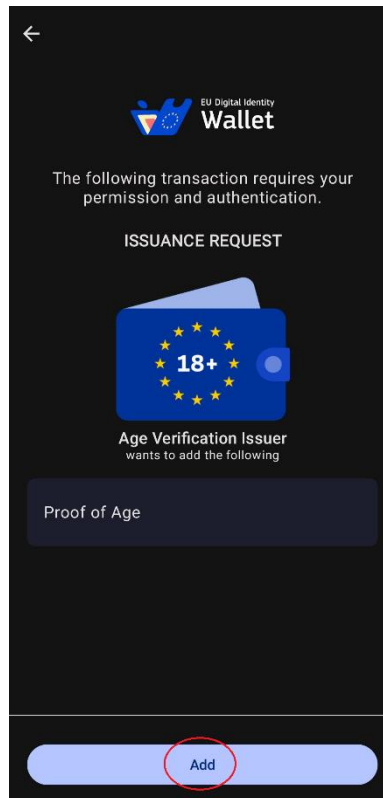 EU Digital Identity
Wallet
The following transaction requires your
permission and authentication.
ISSUANCE REQUEST
18+
Age Verification Issuer
wants to add the following
Proof of Age
Add